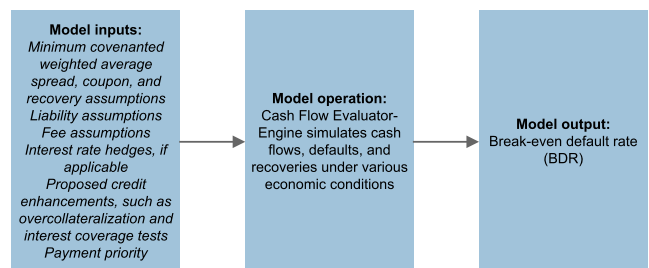 Model inputs:
Minimum covenanted
weighted average
spread, coupon, and
recovery assumptions
Liability assumptions
Fee assumptions
Interest rate hedges, if
applicable
Proposed credit
enhancements, such as
overcollateralization and
interest coverage tests
Payment priority
Model operation:
Cash Flow Evaluator-
Engine simulates cash
flows, defaults, and
recoveries under various
economic conditions
Model output:
Break-even default rate
(BDR)